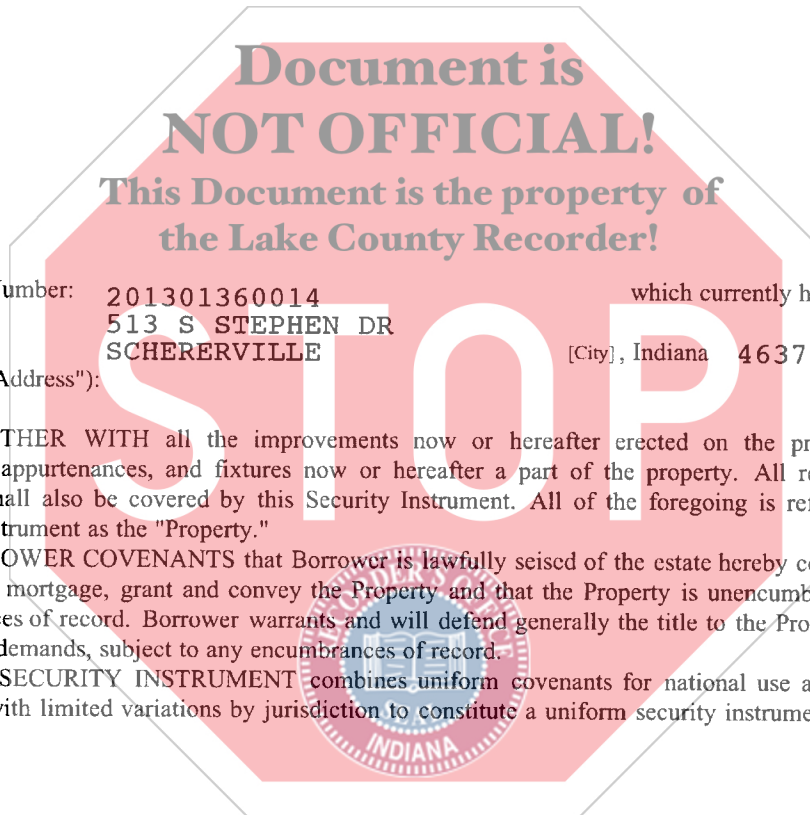 Document is
NOT OFFICIAL!
This Document is the property of
the Lake County Recorder!
umber: 201301360014 which currently h
513 S STEPHEN DR
SCHERERVILLE [City], Indiana 4637
Address"):
STOP
THER WITH all the improvements now or hereafter erected on the pr
appurtenances, and fixtures now or hereafter a part of the property. All r
all also be covered by this Security Instrument. All of the foregoing is re
trument as the "Property."
OWER COVENANTS that Borrower is lawfully seised of the estate hereby c
mortgage, grant and convey the Property and that the Property is unencumb
es of record. Borrower warrants and will defend generally the title to the Pro
demands, subject to any encumbrances of record.
SECURITY INSTRUMENT combines uniform covenants for national use a
ith limited variations by jurisdiction to constitute a uniform security instrume
RECORDER'S OFFICE
SEAL
INDIANA